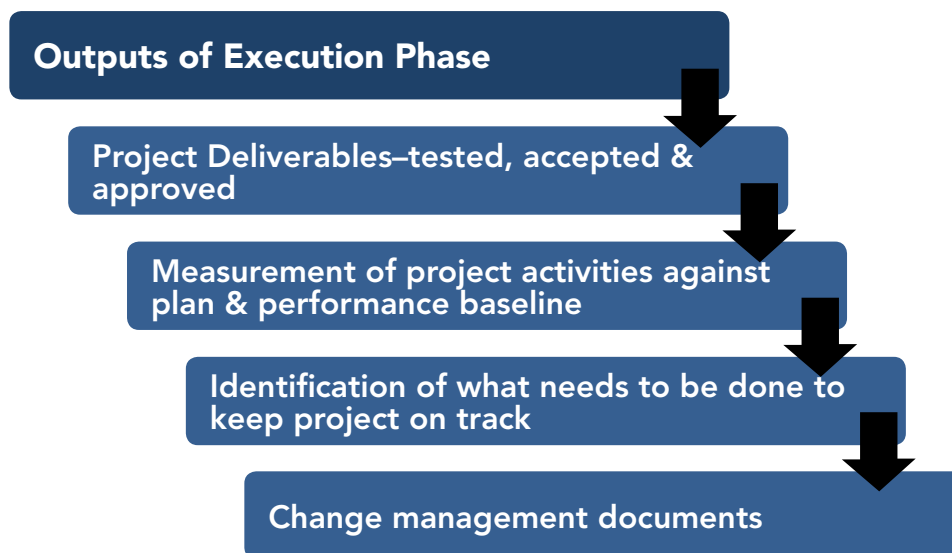 Outputs of Execution Phase
Project Deliverables–tested, accepted &
approved
Measurement of project activities against
plan & performance baseline
Identification of what needs to be done to
keep project on track
Change management documents